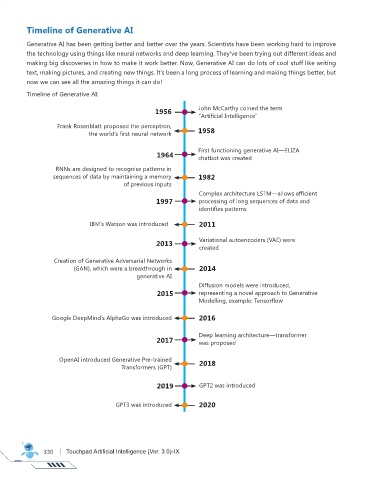 Timeline of Generative AI
Generative AI has been getting better and better over the years. Scientists have been working hard to improve
the technology using things like neural networks and deep learning. They've been trying out different ideas and
making big discoveries in how to make it work better. Now, Generative AI can do lots of cool stuff like writing
text, making pictures, and creating new things. It's been a long process of learning and making things better, but
now we can see all the amazing things it can do!
Timeline of Generative AI:
1956
John McCarthy coined the term
"Artificial Intelligence"
Frank Rosenblatt proposed the perceptron,
the world's first neural network
1958
1964
First functioning generative AI—ELIZA
chatbot was created
RNNs are designed to recognise patterns in
sequences of data by maintaining a memory
of previous inputs
1982
1997
Complex architecture LSTM—allows efficient
processing of long sequences of data and
identifies patterns
IBM's Watson was introduced
2011
2013
Variational autoencoders (VAE) were
created
Creation of Generative Adversarial Networks
(GAN), which were a breakthrough in
generative AI
2014
2015
Diffusion models were introduced,
representing a novel approach to Generative
Modelling, example: Tensorflow
Google DeepMind's AlphaGo was introduced
2016
2017
Deep learning architecture—transformer
was proposed
OpenAI introduced Generative Pre-trained
Transformers (GPT)
2018
2019
GPT2 was introduced
GPT3 was introduced
2020
330 | Touchpad Artificial Intelligence (Ver. 3.0)-IX